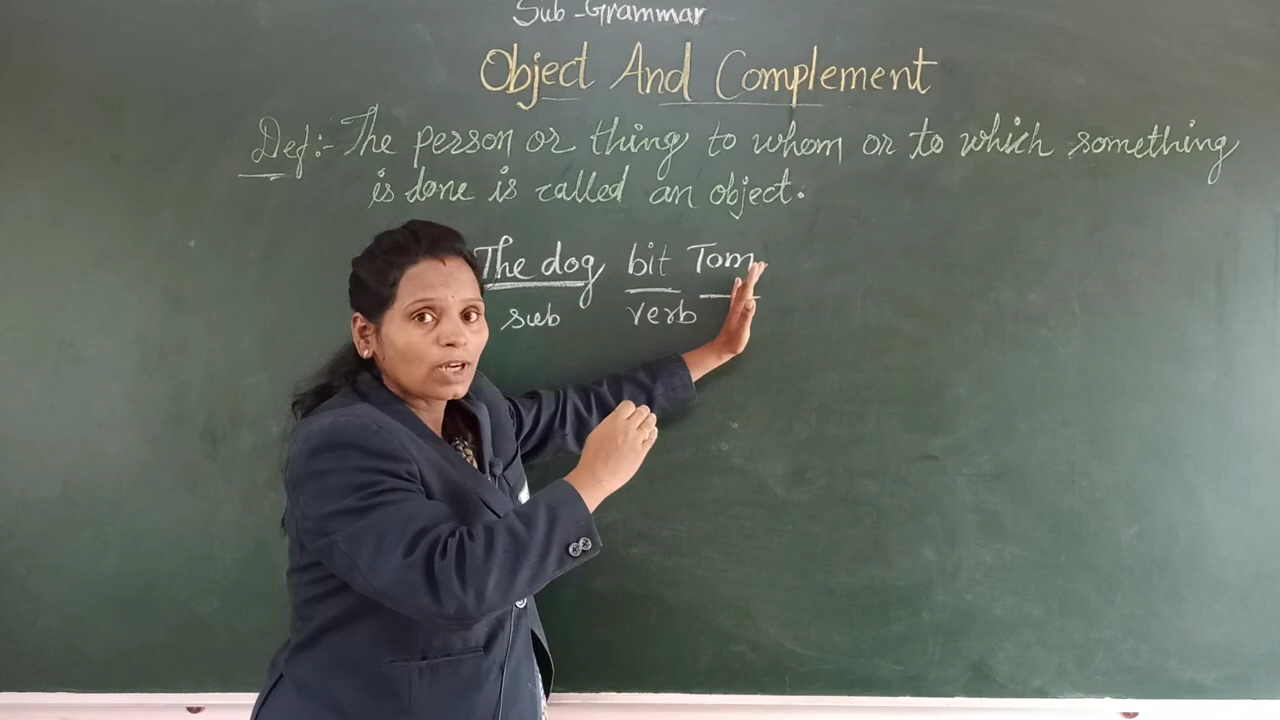 Sub-Grammar
Object And Complement
Def:- The person or thing to whom or to which something
is done is called an object.
The dog bit Tom
sub verb